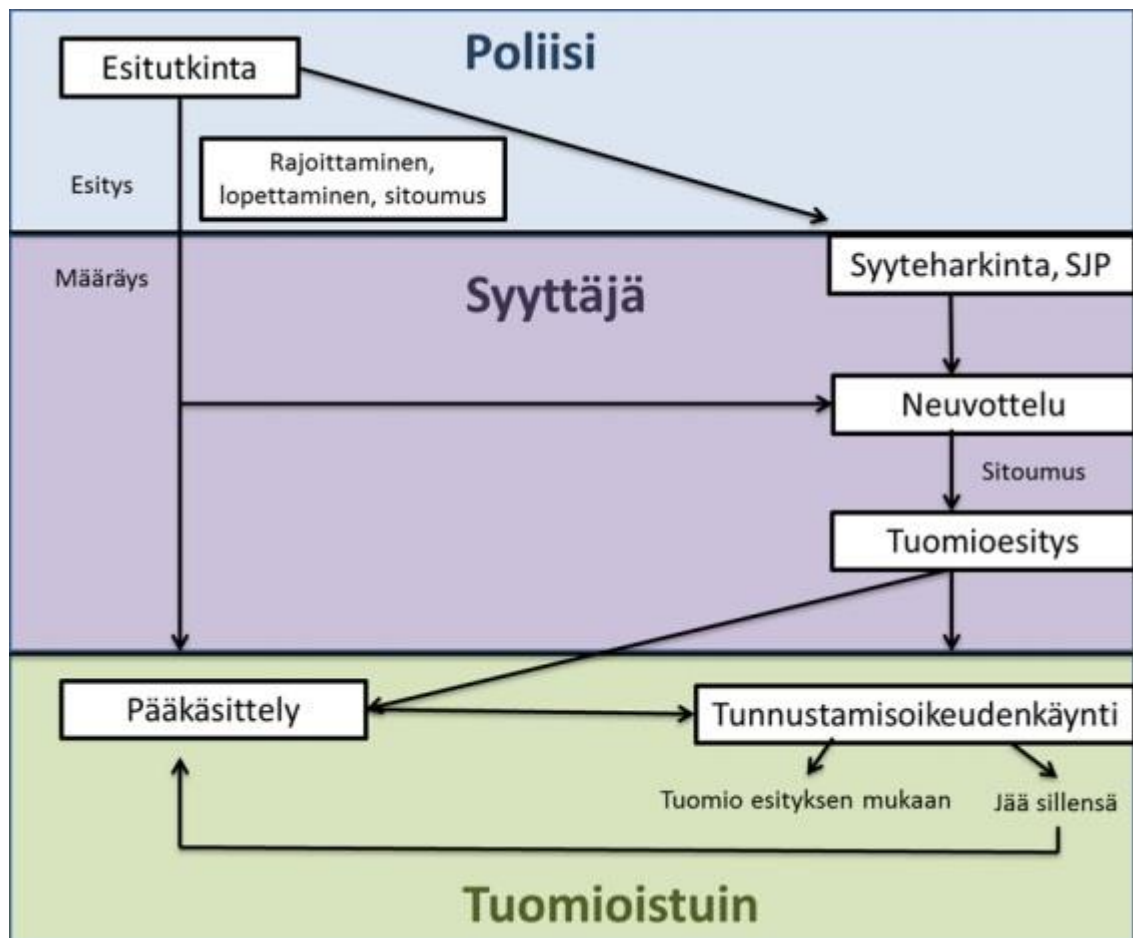 Poliisi
Esitutkinta
Rajoittaminen,
lopettaminen, sitoumus
Esitys
Määräys
Syyttäjä
Syyteharkinta, SJP
Neuvottelu
Sitoumus
Tuomioesitys
Pääkäsittely
Tunnustamisoikeudenkäynti
Tuomio esityksen mukaan
Jää sillensä
Tuomioistuin